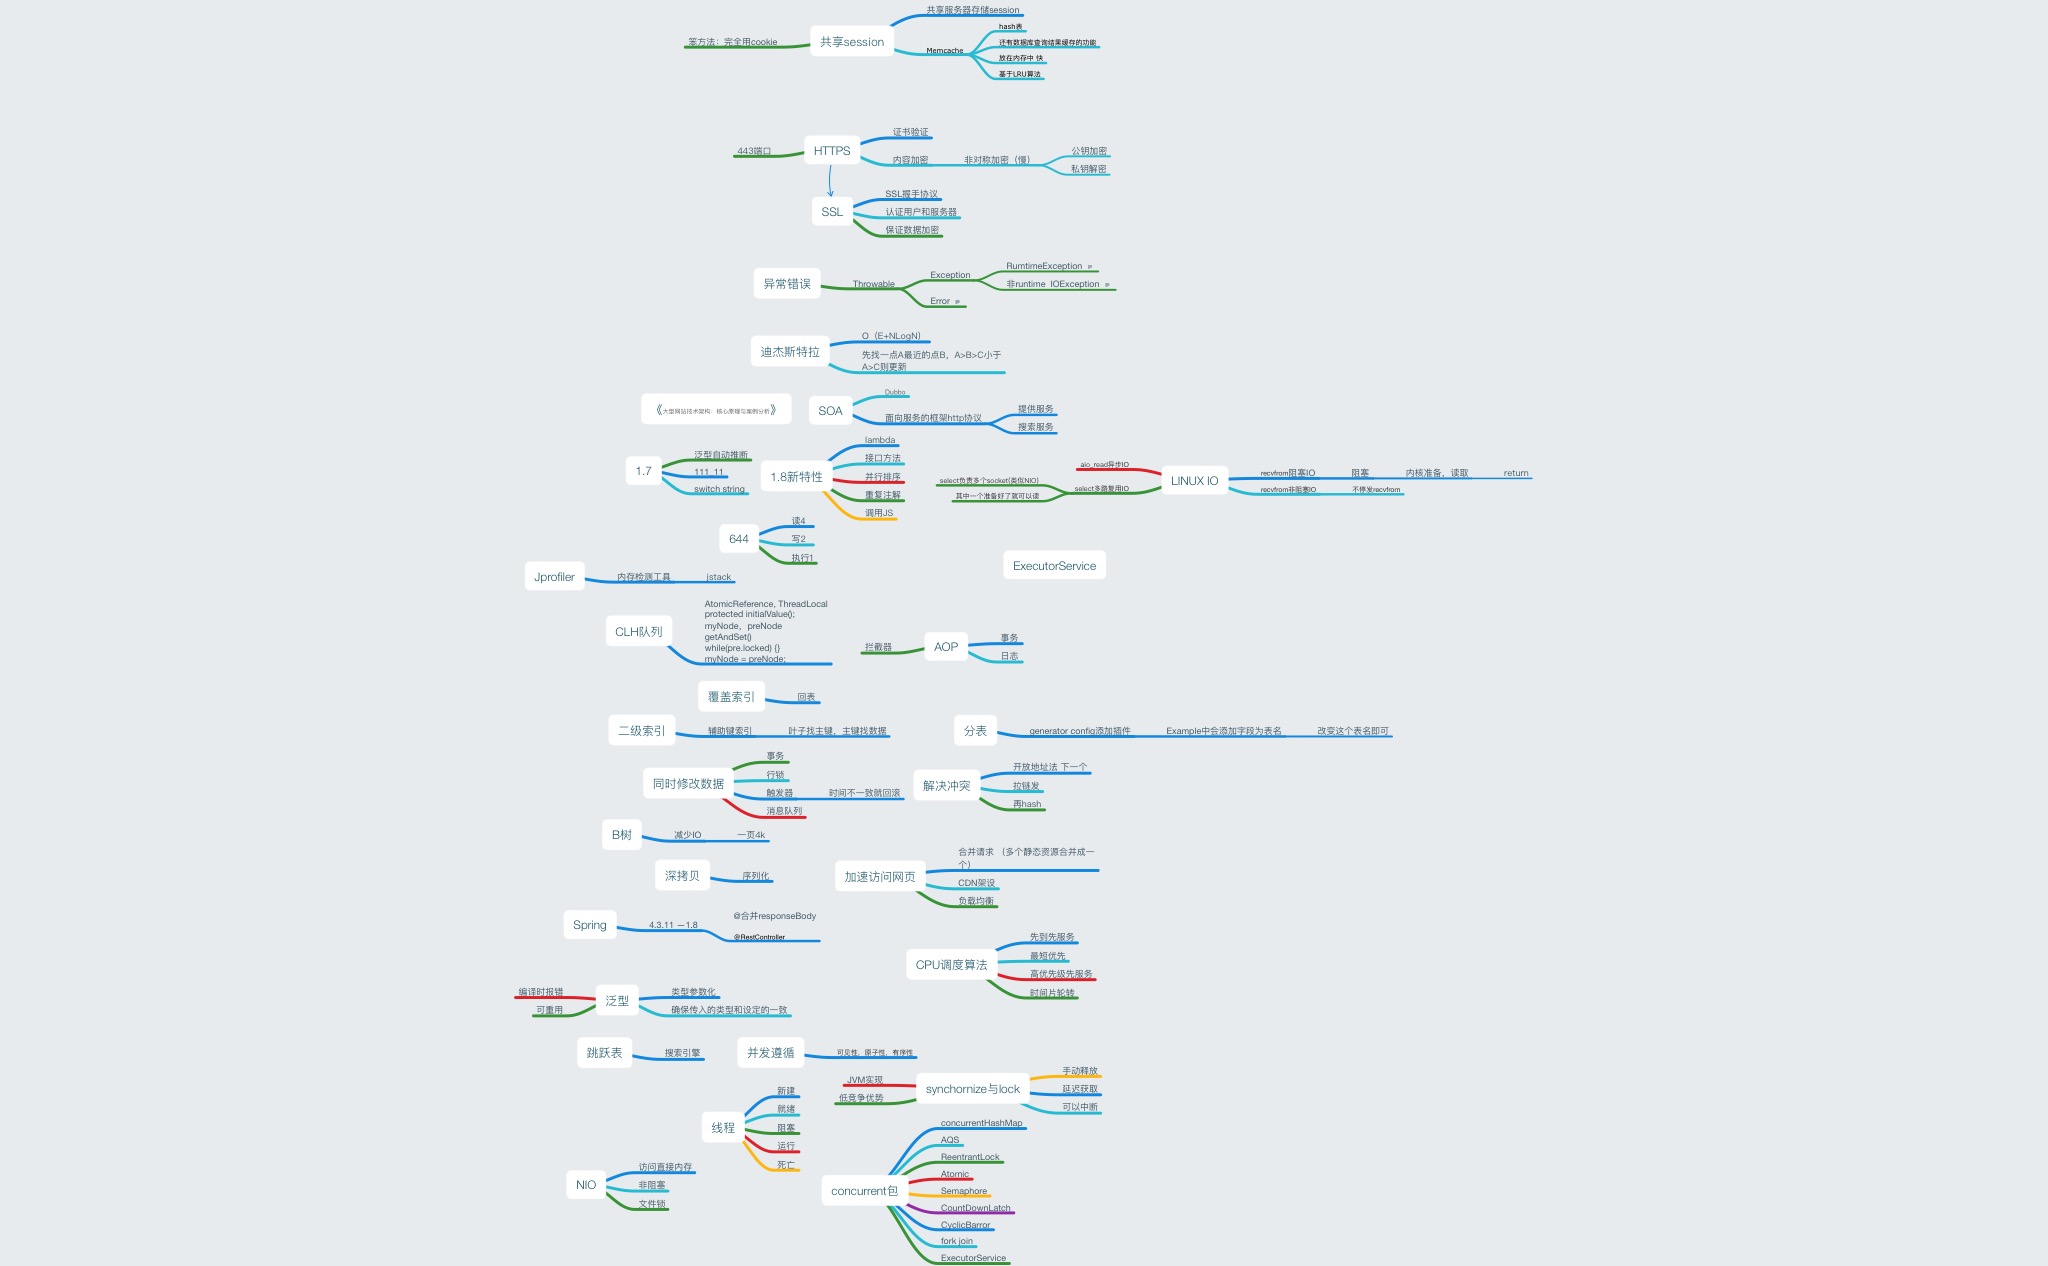 共享服务器存储session
笨方法：完全用cookie
共享session
Memcache
hash表
还有数据库查询结果缓存的功能
放在内存中 快
基于LRU算法
443端口
HTTPS
证书验证
内容加密
非对称加密（慢）
公钥加密
私钥解密
SSL
SSL握手协议
认证用户和服务器
保证数据加密
异常错误
Throwable
Exception
RumtimeException
非runtime  IOException
Error
迪杰斯特拉
O（E+NLogN）
先找一点A最近的点B，A>B>C小于
A>C则更新
《大型网站技术架构：核心原理与案例分析》
SOA
Dubbo
面向服务的框架http协议
提供服务
搜索服务
1.7
泛型自动推断
111_11
switch string
1.8新特性
lambda
接口方法
并行排序
重复注解
调用JS
aio_read异步IO
select负责多个socket(类似NIO)
其中一个准备好了就可以读
select多路复用IO
LINUX IO
recvfrom阻塞IO
阻塞
内核准备，读取
return
recvfrom非阻塞IO
不停发recvfrom
644
读4
写2
执行1
ExecutorService
Jprofiler
内存检测工具
jstack
CLH队列
AtomicReference, ThreadLocal
protected initialValue();
myNode，preNode
getAndSet()
while(pre.locked) {}
myNode = preNode;
拦截器
AOP
事务
日志
覆盖索引
回表
二级索引
辅助键索引
叶子找主键，主键找数据
分表
generator config添加插件
Example中会添加字段为表名
改变这个表名即可
同时修改数据
事务
行锁
触发器
时间不一致就回滚
消息队列
解决冲突
开放地址法 下一个
拉链发
再hash
B树
减少IO
一页4k
深拷贝
序列化
加速访问网页
合并请求 （多个静态资源合并成一
个）
CDN架设
负载均衡
Spring
4.3.11 －1.8
@合并responseBody
@RestController
CPU调度算法
先到先服务
最短优先
高优先级先服务
时间片轮转
编译时报错
可重用
泛型
类型参数化
确保传入的类型和设定的一致
跳跃表
搜索引擎
并发遵循
可见性，原子性，有序性
JVM实现
低竞争优势
synchornize与lock
手动释放
延迟获取
可以中断
线程
新建
就绪
阻塞
运行
死亡
NIO
访问直接内存
非阻塞
文件锁
concurrent包
concurrentHashMap
AQS
ReentrantLock
Atomic
Semaphore
CountDownLatch
CyclicBarror
fork join
ExecutorService